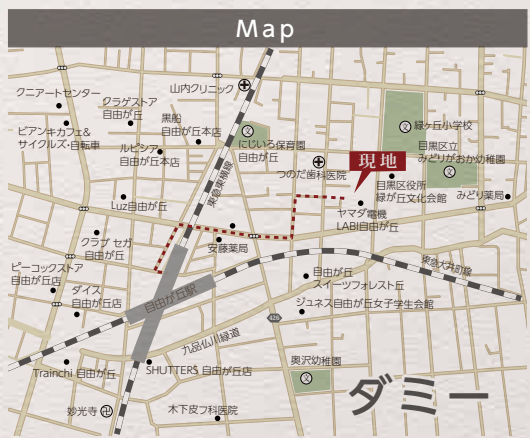 Map
山内クリニック
クニアートセンター
クラゲストア
自由が丘
黒船
自由が丘本店
ピアンキカフェ&
サイクルズ・自転車
ルピシア
自由が丘本店
にじいろ保育園
自由が丘
緑ヶ丘小学校
目黒区立
みどりがおか幼稚園
つのだ歯科医院
現地
目黒区役所
緑が丘文化会館
みどり薬局
東急東横線
Luz自由が丘
ヤマダ電機
LABI自由が丘
安藤薬局
クラブ セガ
自由が丘
ピーコックストア
自由が丘店
ダイス
自由が丘店
自由が丘駅
東急大井町線
自由が丘
スイーツフォレスト丘
ジュネス自由が丘女子学生会館
426
九品仏川緑道
Trainchi 自由が丘
SHUTTERS 自由が丘店
奥沢幼稚園
妙光寺
木下皮フ科医院
ダミー
文
文
文
文
卍